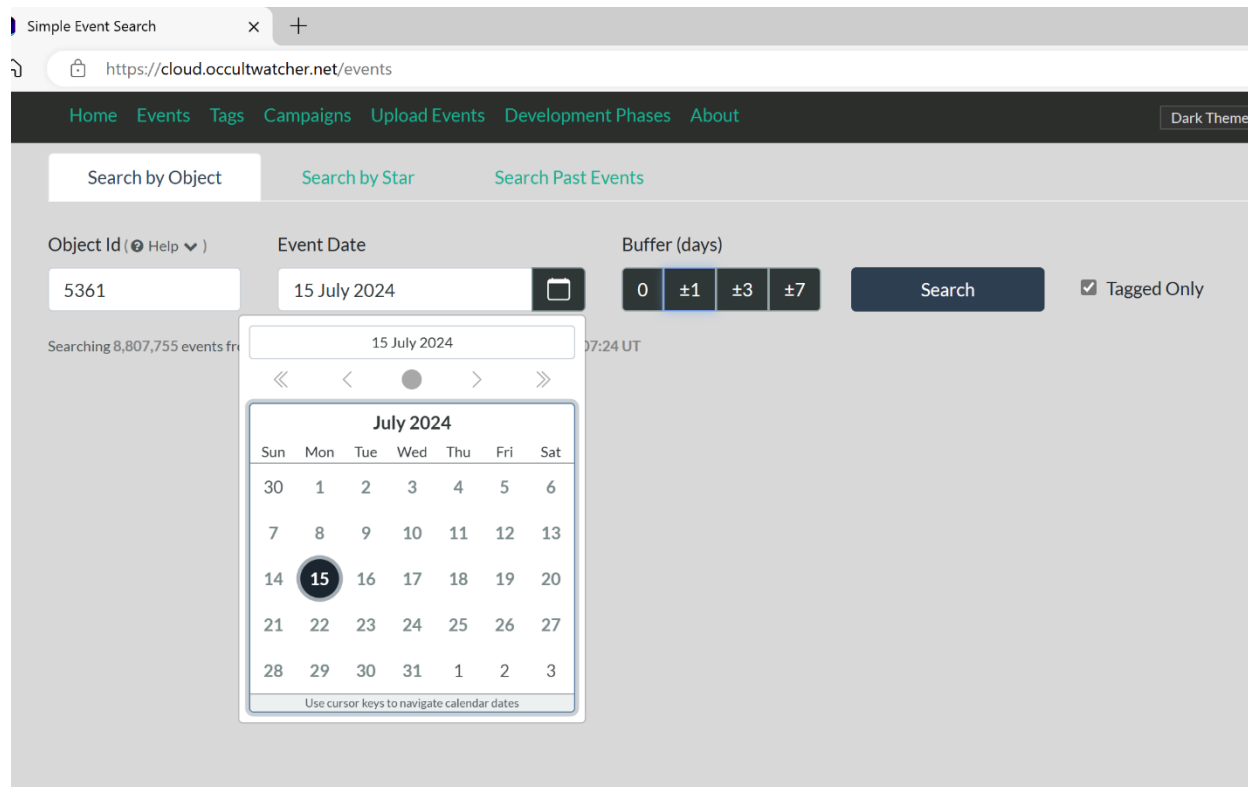 Simple Event Search
https://cloud.occultwatcher.net/events
Home Events Tags Campaigns Upload Events Development Phases About Dark Theme
Search by Object Search by Star Search Past Events
Object Id ( Help ) Event Date Buffer (days)
5361 15 July 2024 0 ±1 ±3 ±7 Search Tagged Only
Searching 8,807,755 events 07:24 UT
15 July 2024
July 2024
Sun Mon Tue Wed Thu Fri Sat
30 1 2 3 4 5 6
7 8 9 10 11 12 13
14 15 16 17 18 19 20
21 22 23 24 25 26 27
28 29 30 31 1 2 3
Use cursor keys to navigate calendar dates